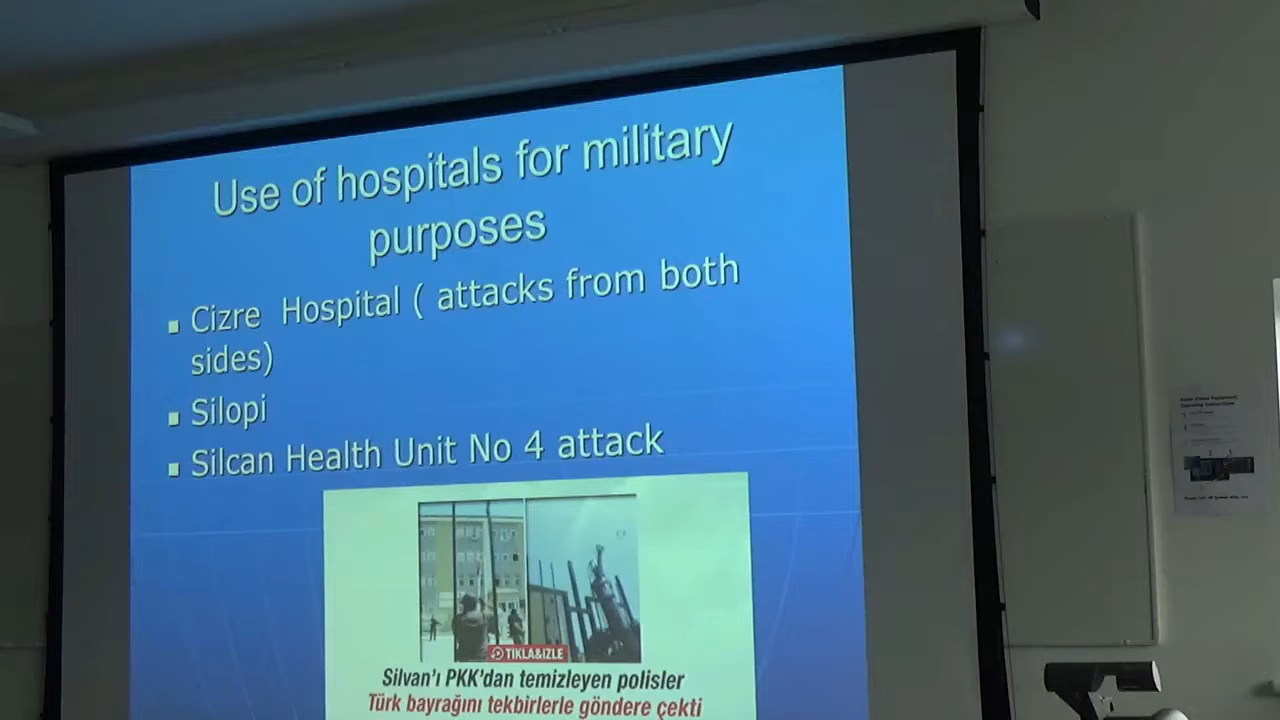 Use of hospitals for military
purposes
Cizre Hospital ( attacks from both
sides)
Silopi
Silcan Health Unit No 4 attack
TIKLA&IZLE
Silvan'ı PKK'dan temizleyen polisler
Türk bayrağını tekbirlerle göndere çekti